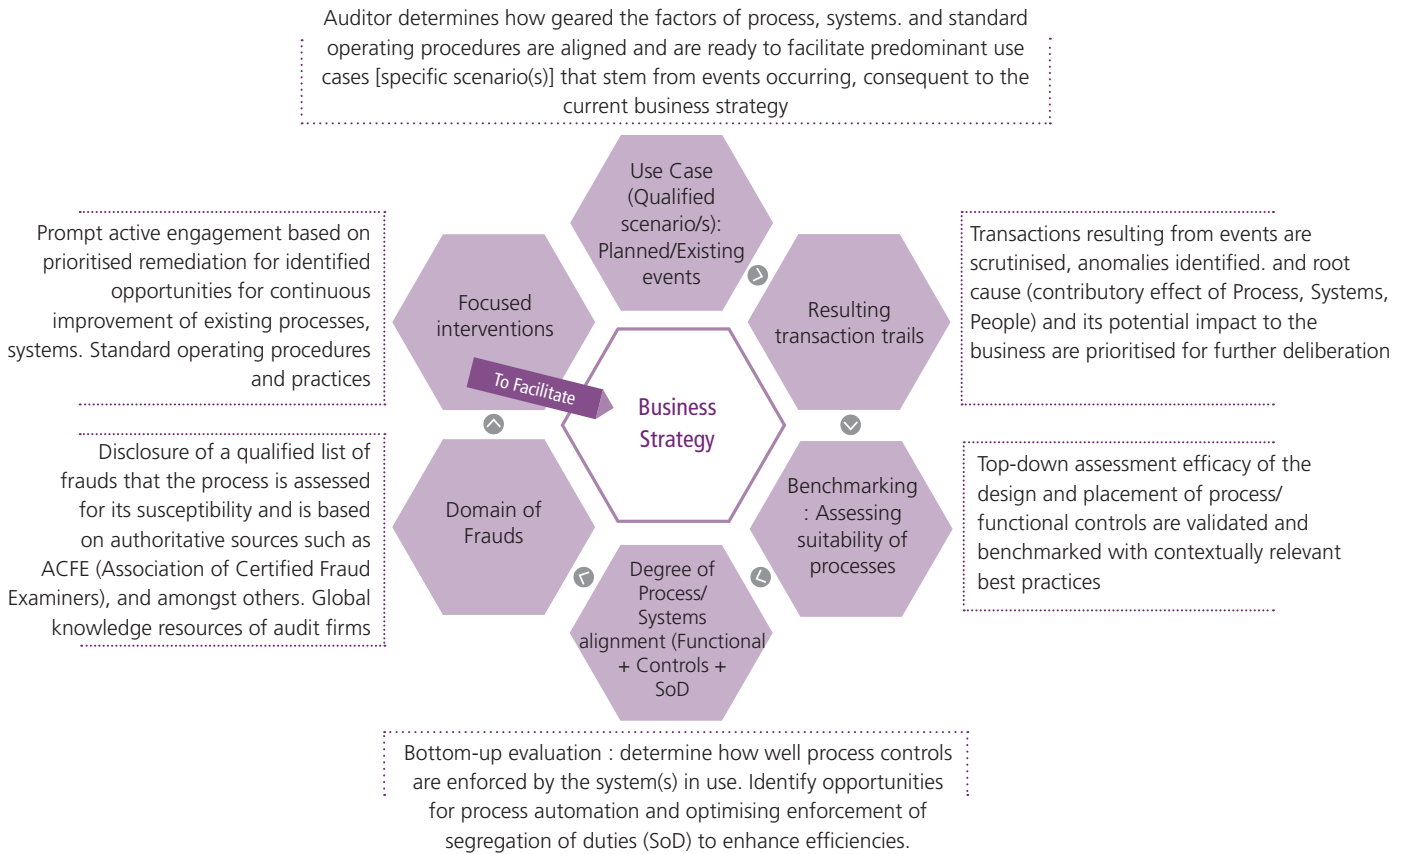 Auditor determines how geared the factors of process, systems. and standard
operating procedures are aligned and are ready to facilitate predominant use
cases [specific scenario(s)] that stem from events occurring, consequent to the
current business strategy
Use Case
(Qualified
scenario/s):
Planned/Existing
events
Resulting
transaction trails
Transactions resulting from events are
scrutinised, anomalies identified. and root
cause (contributory effect of Process, Systems,
People) and its potential impact to the
business are prioritised for further deliberation
Benchmarking
: Assessing
suitability of
processes
Top-down assessment efficacy of the
design and placement of process/
functional controls are validated and
benchmarked with contextually relevant
best practices
Degree of
Process/
Systems
alignment (Functional
+ Controls +
SoD
Bottom-up evaluation : determine how well process controls
are enforced by the system(s) in use. Identify opportunities
for process automation and optimising enforcement of
segregation of duties (SoD) to enhance efficiencies.
Domain of
Frauds
Disclosure of a qualified list of
frauds that the process is assessed
for its susceptibility and is based
on authoritative sources such as
ACFE (Association of Certified Fraud
Examiners), and amongst others. Global
knowledge resources of audit firms
Focused
interventions
Prompt active engagement based on
prioritised remediation for identified
opportunities for continuous
improvement of existing processes,
systems. Standard operating procedures
and practices
To Facilitate
Business
Strategy